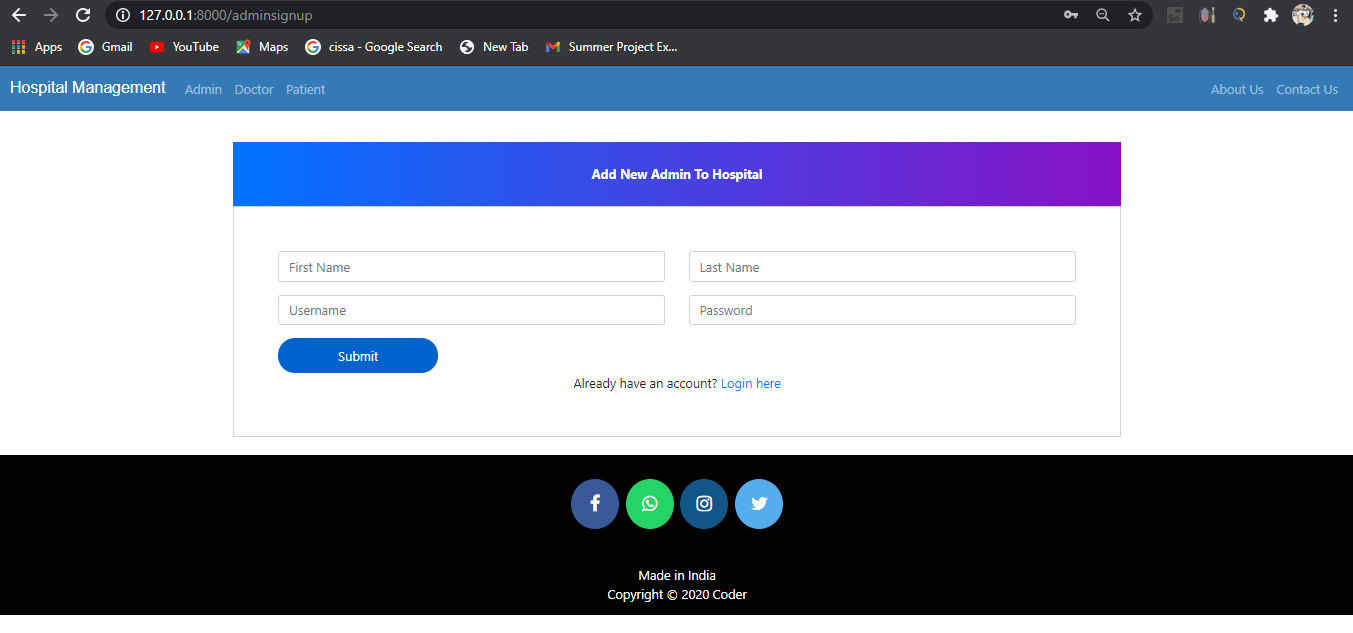 127.0.0.1:8000/adminsignup
Apps Gmail YouTube Maps cissa - Google Search New Tab Summer Project Ex...
Hospital Management Admin Doctor Patient About Us Contact Us
Add New Admin To Hospital
First Name Last Name
Username Password
Submit
Already have an account? Login here
Made in India
Copyright © 2020 Coder